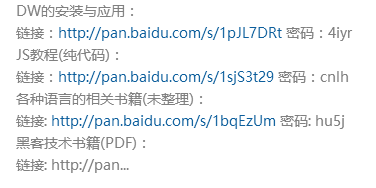 DW的安装与应用：
链接：http://pan.baidu.com/s/1pJL7DRt 密码：4iyr
JS教程(纯代码)：
链接：http://pan.baidu.com/s/1sjS3t29 密码：cnlh
各种语言的相关书籍(未整理)：
链接: http://pan.baidu.com/s/1bqEzUm 密码: hu5j
黑客技术书籍(PDF)：
链接: http://pan...